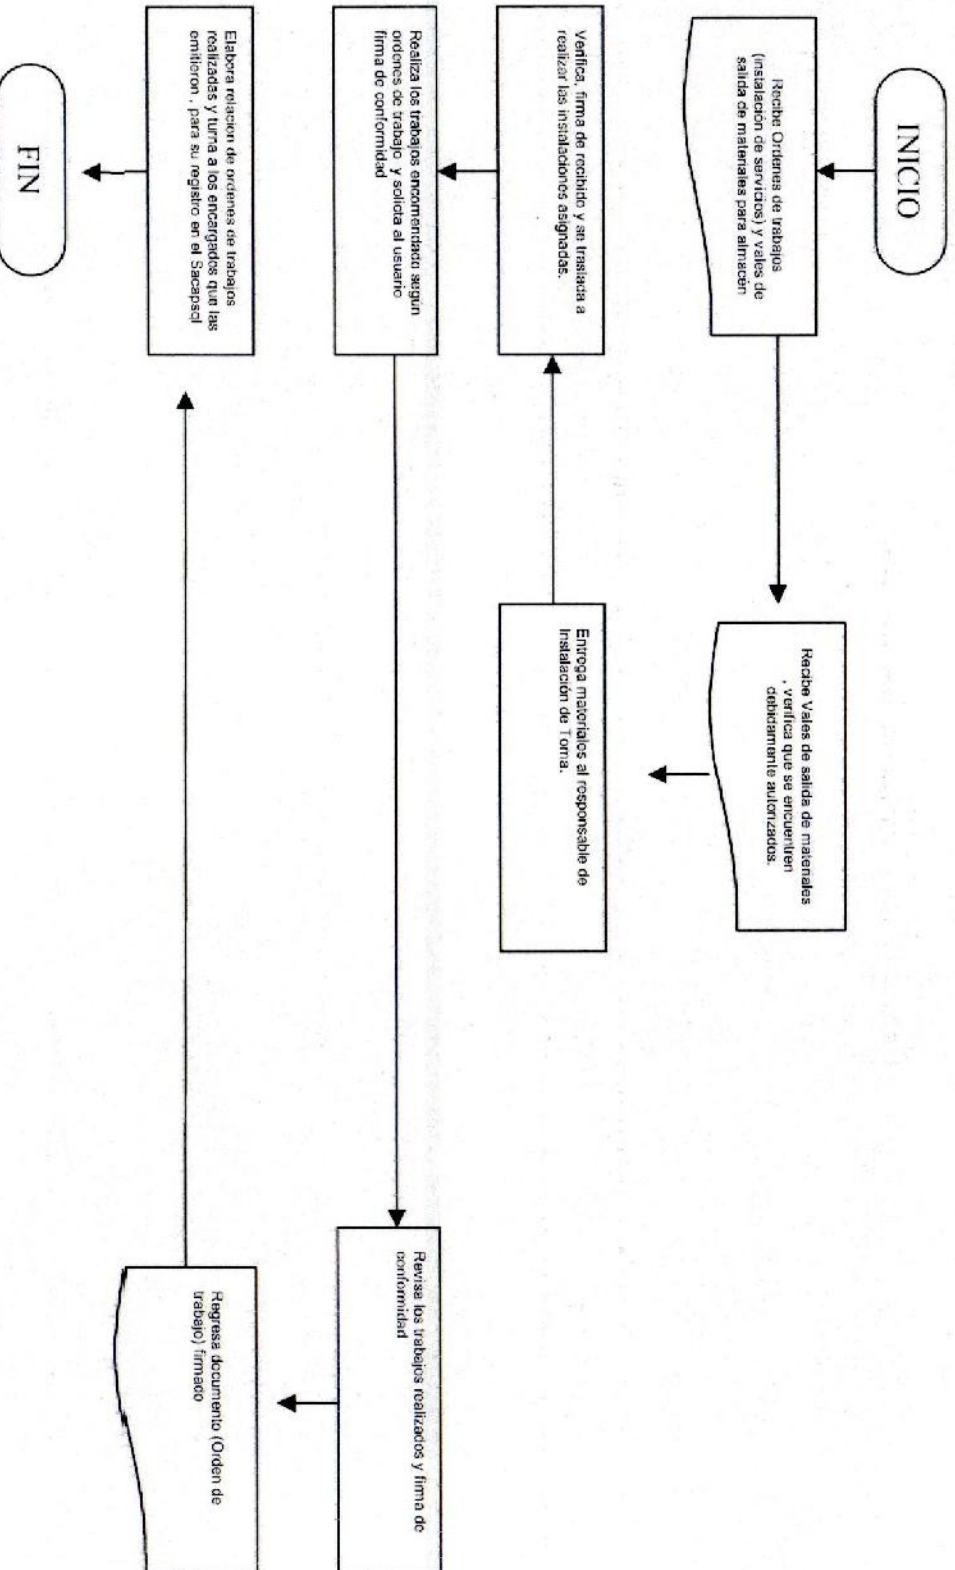 INICIO
Recibe Ordenes de trabajos
(instalación de servicios) y vales de
salida de materiales para almacén
Recibe Vales de salida de materiales
, verifica que se encuentren
debidamente autorizados.
Entrega materiales al responsable de
Instalación de Toma.
Verifica, firma de recibido y se traslada a
realizar las instalaciones asignadas.
Realiza los trabajos encomendado según
ordenes de trabajo y solicita al usuario
firma de conformidad
Revisa los trabajos realizados y firma de
conformidad
Regresa documento (Orden de
trabajo) firmado
Elabora relacion de ordenes de trabajos
realizadas y turna a los encargados que las
emitieron , para su registro en el Sacapsql
FIN